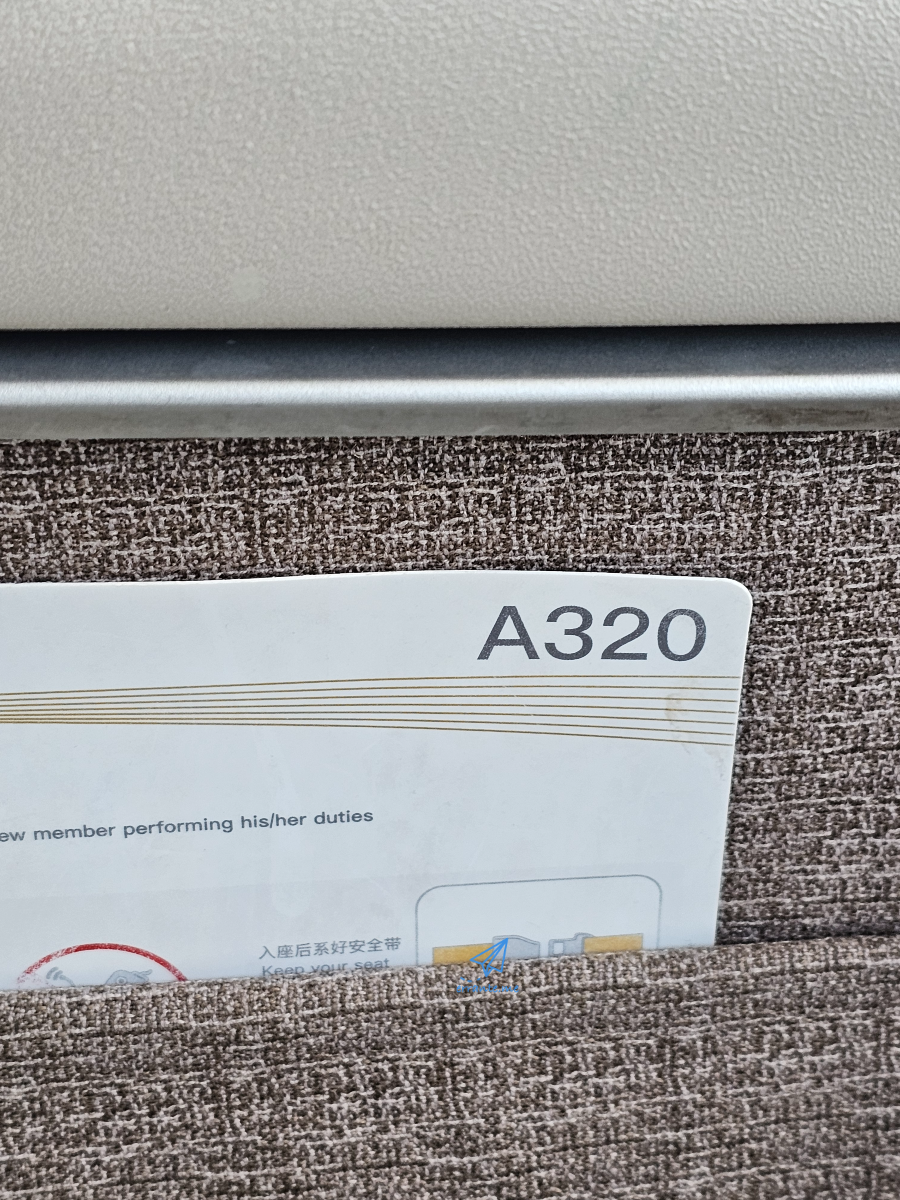 A320
ew member performing his/her duties
入座后系好安全带
Keep your seat